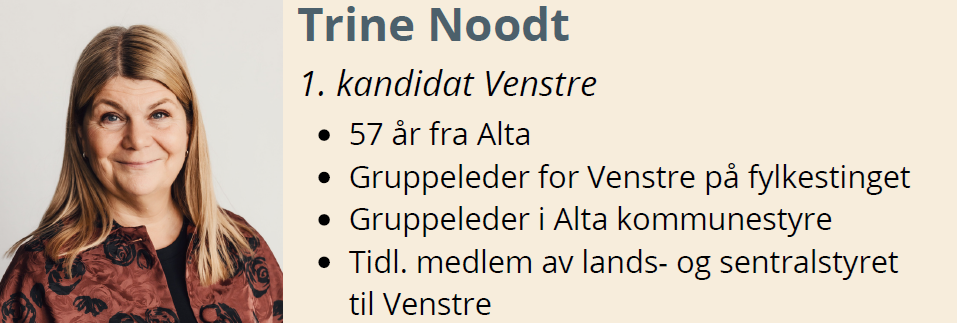 Trine Noodt
1. kandidat Venstre
• 57 år fra Alta
• Gruppeleder for Venstre på fylkestinget
• Gruppeleder i Alta kommunestyre
• Tidl. medlem av lands- og sentralstyret
til Venstre